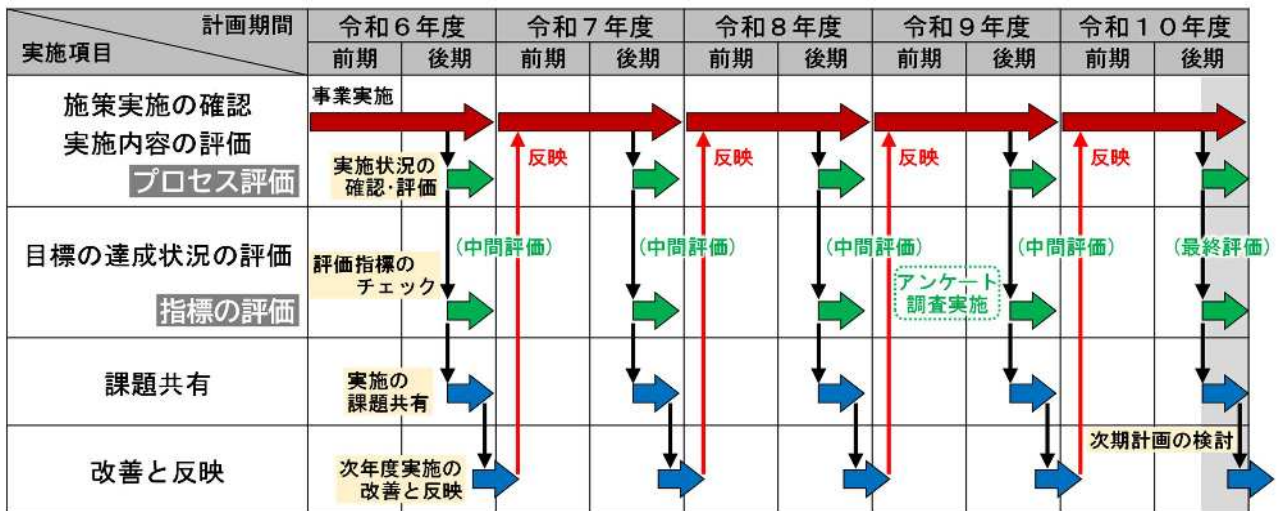 計画期間
実施項目
令和６年度
令和７年度
令和８年度
令和９年度
令和１０年度
前期
後期
前期
後期
前期
後期
前期
後期
前期
後期
施策実施の確認
実施内容の評価
プロセス評価
事業実施
実施状況の
確認・評価
反映
反映
反映
反映
目標の達成状況の評価
指標の評価
評価指標の
チェック
(中間評価)
(中間評価)
(中間評価)
(中間評価)
(最終評価)
アンケート
調査実施
課題共有
実施の
課題共有
改善と反映
次年度実施の
改善と反映
次期計画の検討